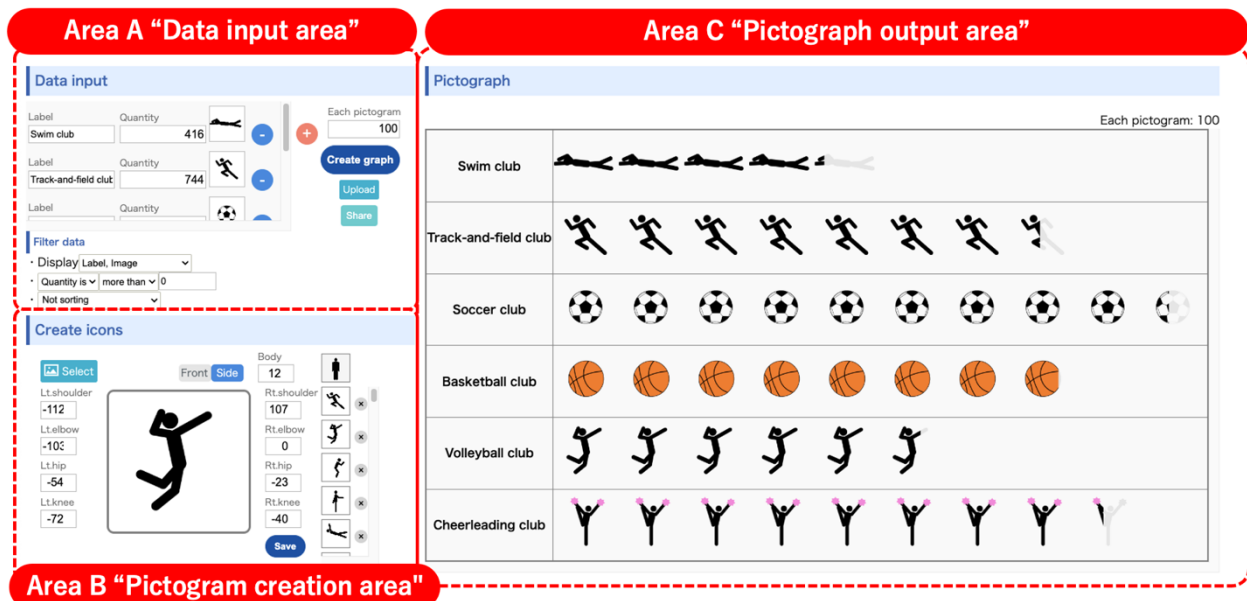 Area A “Data input area”
Data input
Label
Quantity
Swim club
416
-
+
Each pictogram
100
Create graph
Label
Quantity
Track-and-field club
744
-
Upload
Share
Label
Quantity
Filter data
・ Display Label, Image
・ Quantity is more than 0
・ Not sorting
Create icons
Select
Front Side
Body
12
Lt.shoulder
-112
Lt.elbow
-103
Lt.hip
-54
Lt.knee
-72
Rt.shoulder
107
Rt.elbow
0
Rt.hip
-23
Rt.knee
-40
Save
Area B “Pictogram creation area"
Area C “Pictograph output area”
Pictograph
Each pictogram: 100
Swim club
Track-and-field club
Soccer club
Basketball club
Volleyball club
Cheerleading club